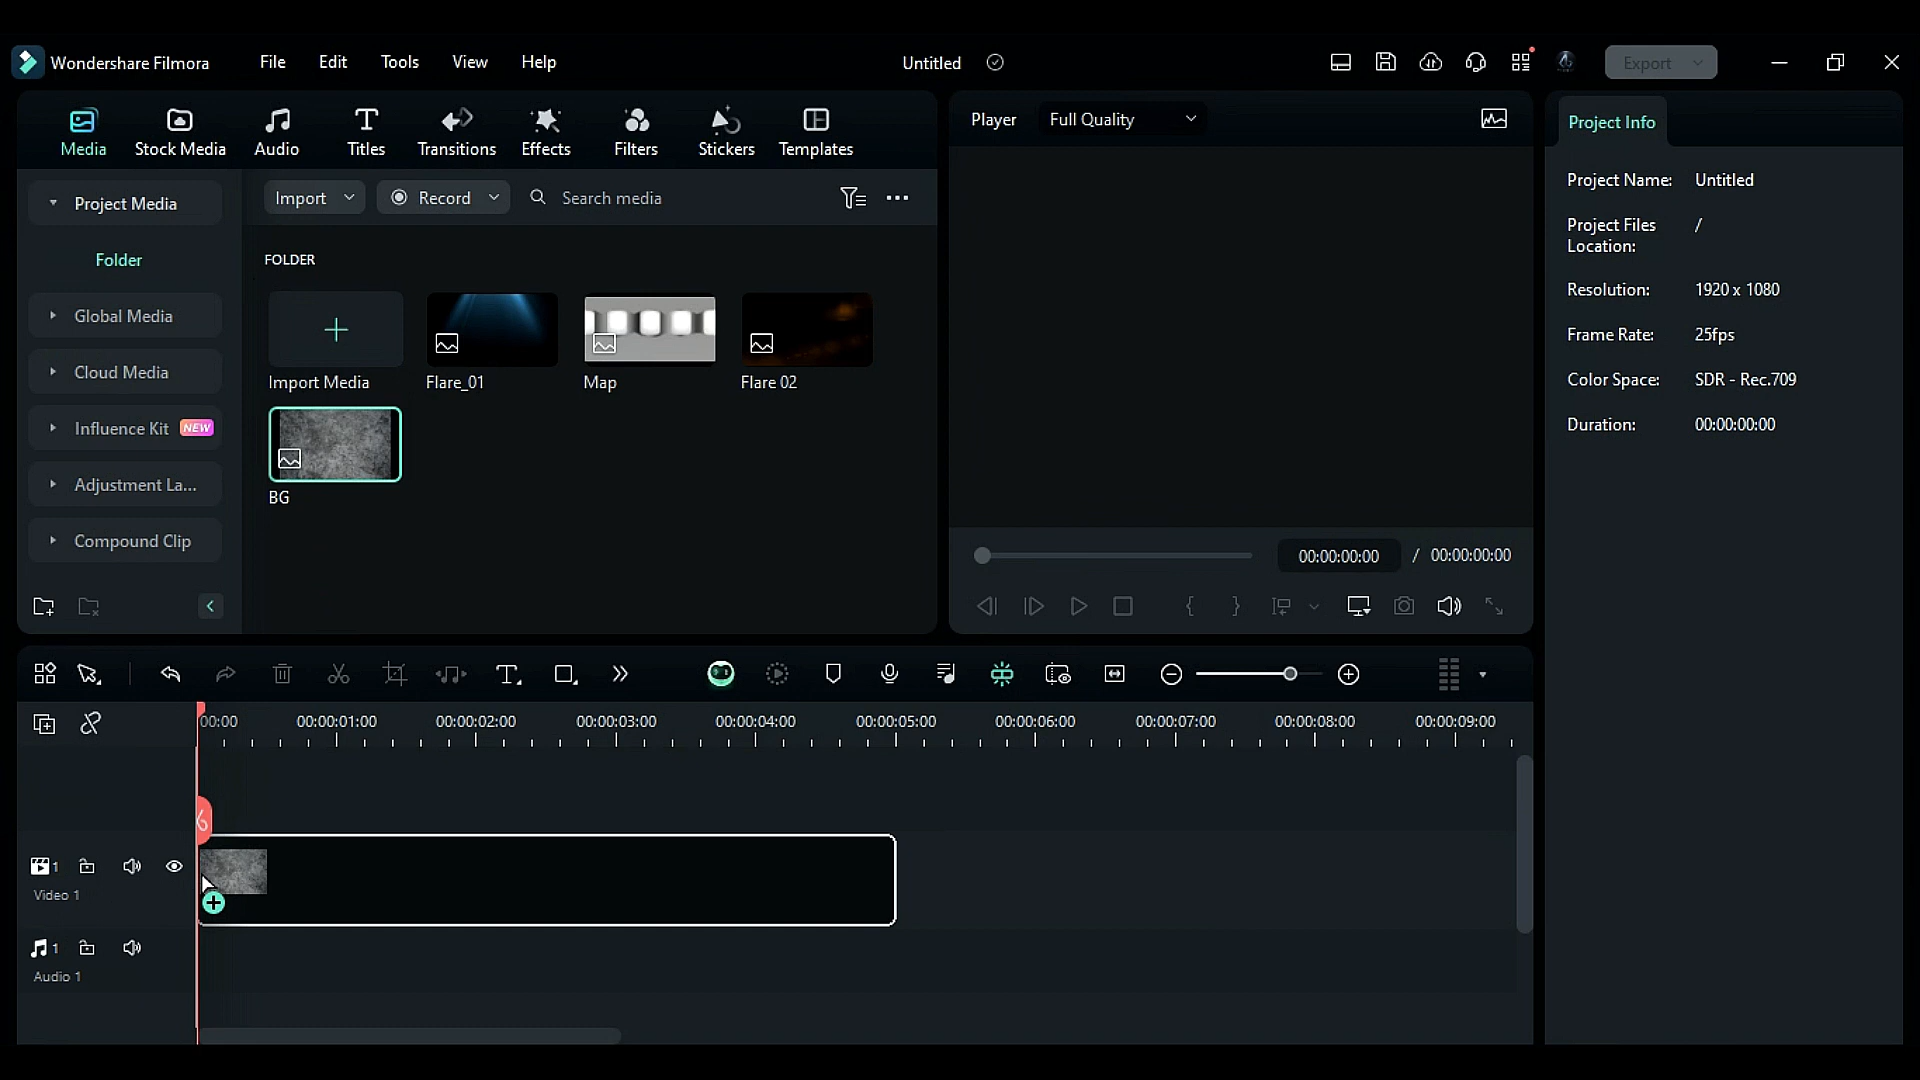 Wondershare Filmora File Edit Tools View Help Untitled Export
Media Stock Media Audio Titles Transitions Effects Filters Stickers Templates
Project Media
Folder
Global Media
Cloud Media
Influence Kit NEW
Adjustment La...
Compound Clip
Import Record Search media
FOLDER
Import Media Flare_01 Map Flare 02
BG
Player Full Quality
00:00:00:00 / 00:00:00:00
Project Info
Project Name: Untitled
Project Files /
Location:
Resolution: 1920 x 1080
Frame Rate: 25fps
Color Space: SDR - Rec.709
Duration: 00:00:00:00
00:00 00:00:01:00 00:00:02:00 00:00:03:00 00:00:04:00 00:00:05:00 00:00:06:00 00:00:07:00 00:00:08:00 00:00:09:00
1
Video 1
1
Audio 1